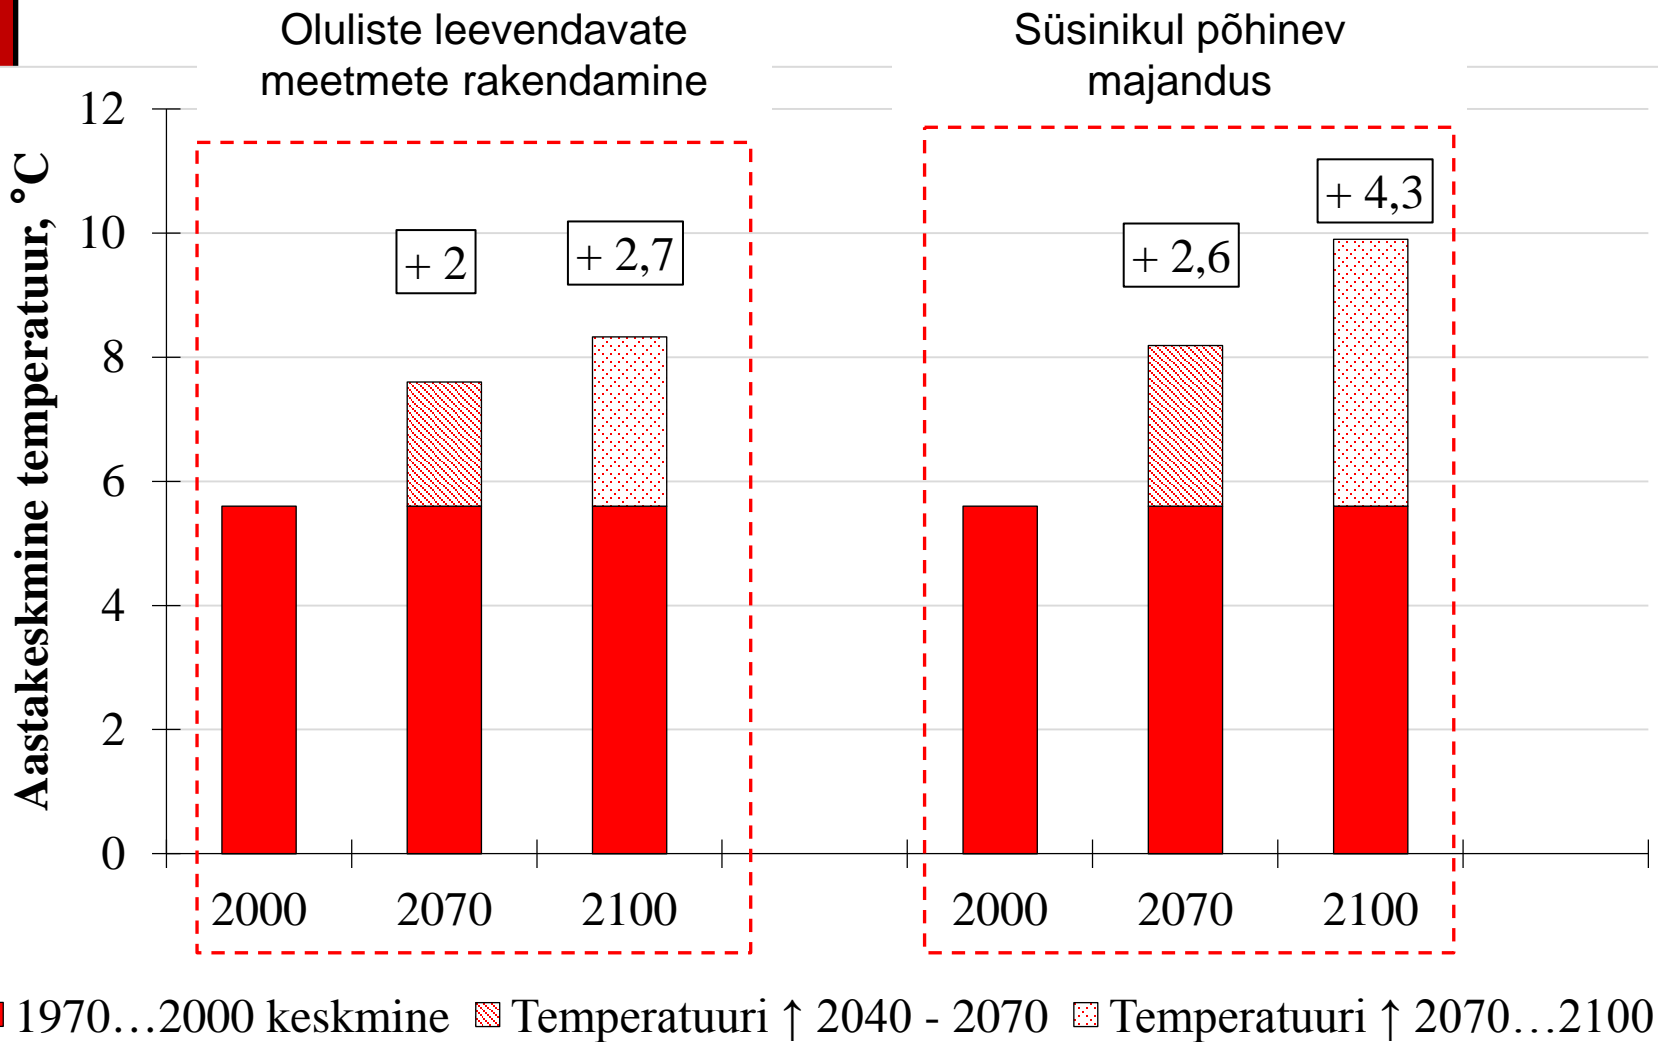 Oluliste leevendavate
meetmete rakendamine
Süsinikul põhinev
majandus
Aastakeskmine temperatuur, °C
12
10
8
6
4
2
0
+ 2
+ 2,7
+ 2,6
+ 4,3
2000 2070 2100 2000 2070 2100
1970…2000 keskmine Temperatuuri ↑ 2040 - 2070 Temperatuuri ↑ 2070…2100